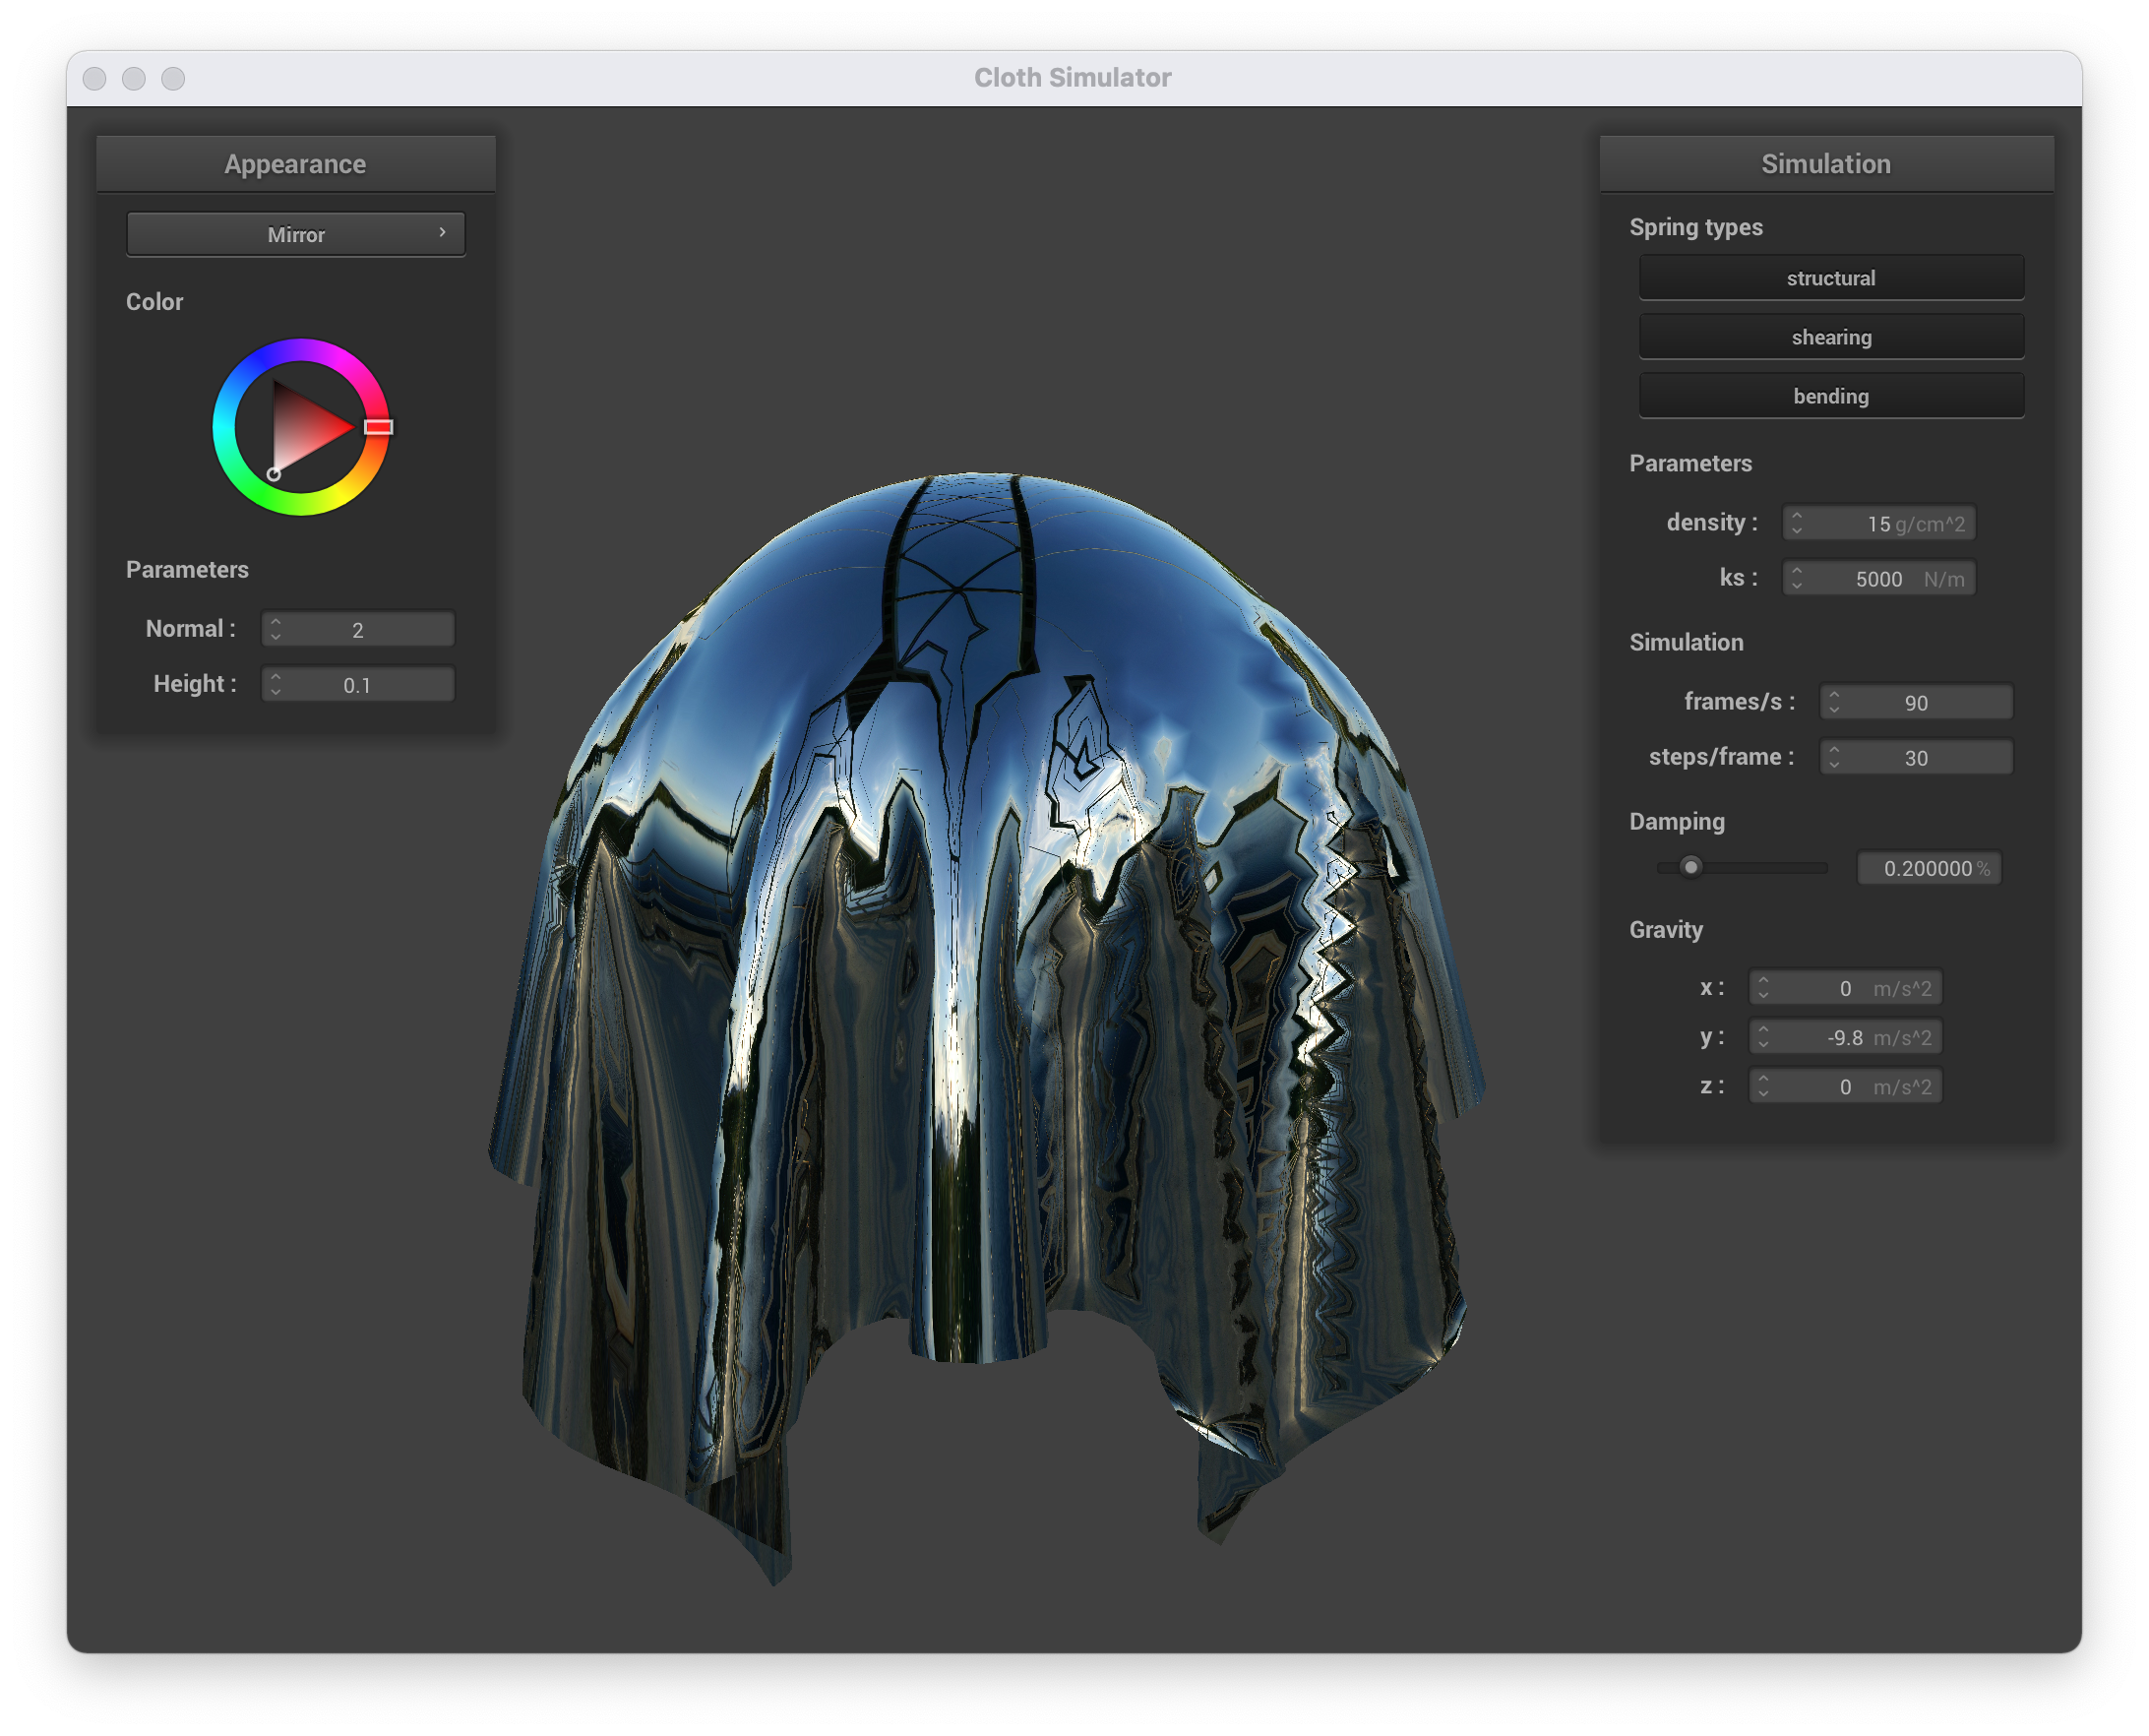 Cloth Simulator
Appearance
Mirror
Color
Parameters
Normal : 2
Height : 0.1
Simulation
Spring types
structural
shearing
bending
Parameters
density : 15 g/cm^2
ks : 5000 N/m
Simulation
frames/s : 90
steps/frame : 30
Damping
0.200000 %
Gravity
x : 0 m/s^2
y : -9.8 m/s^2
z : 0 m/s^2